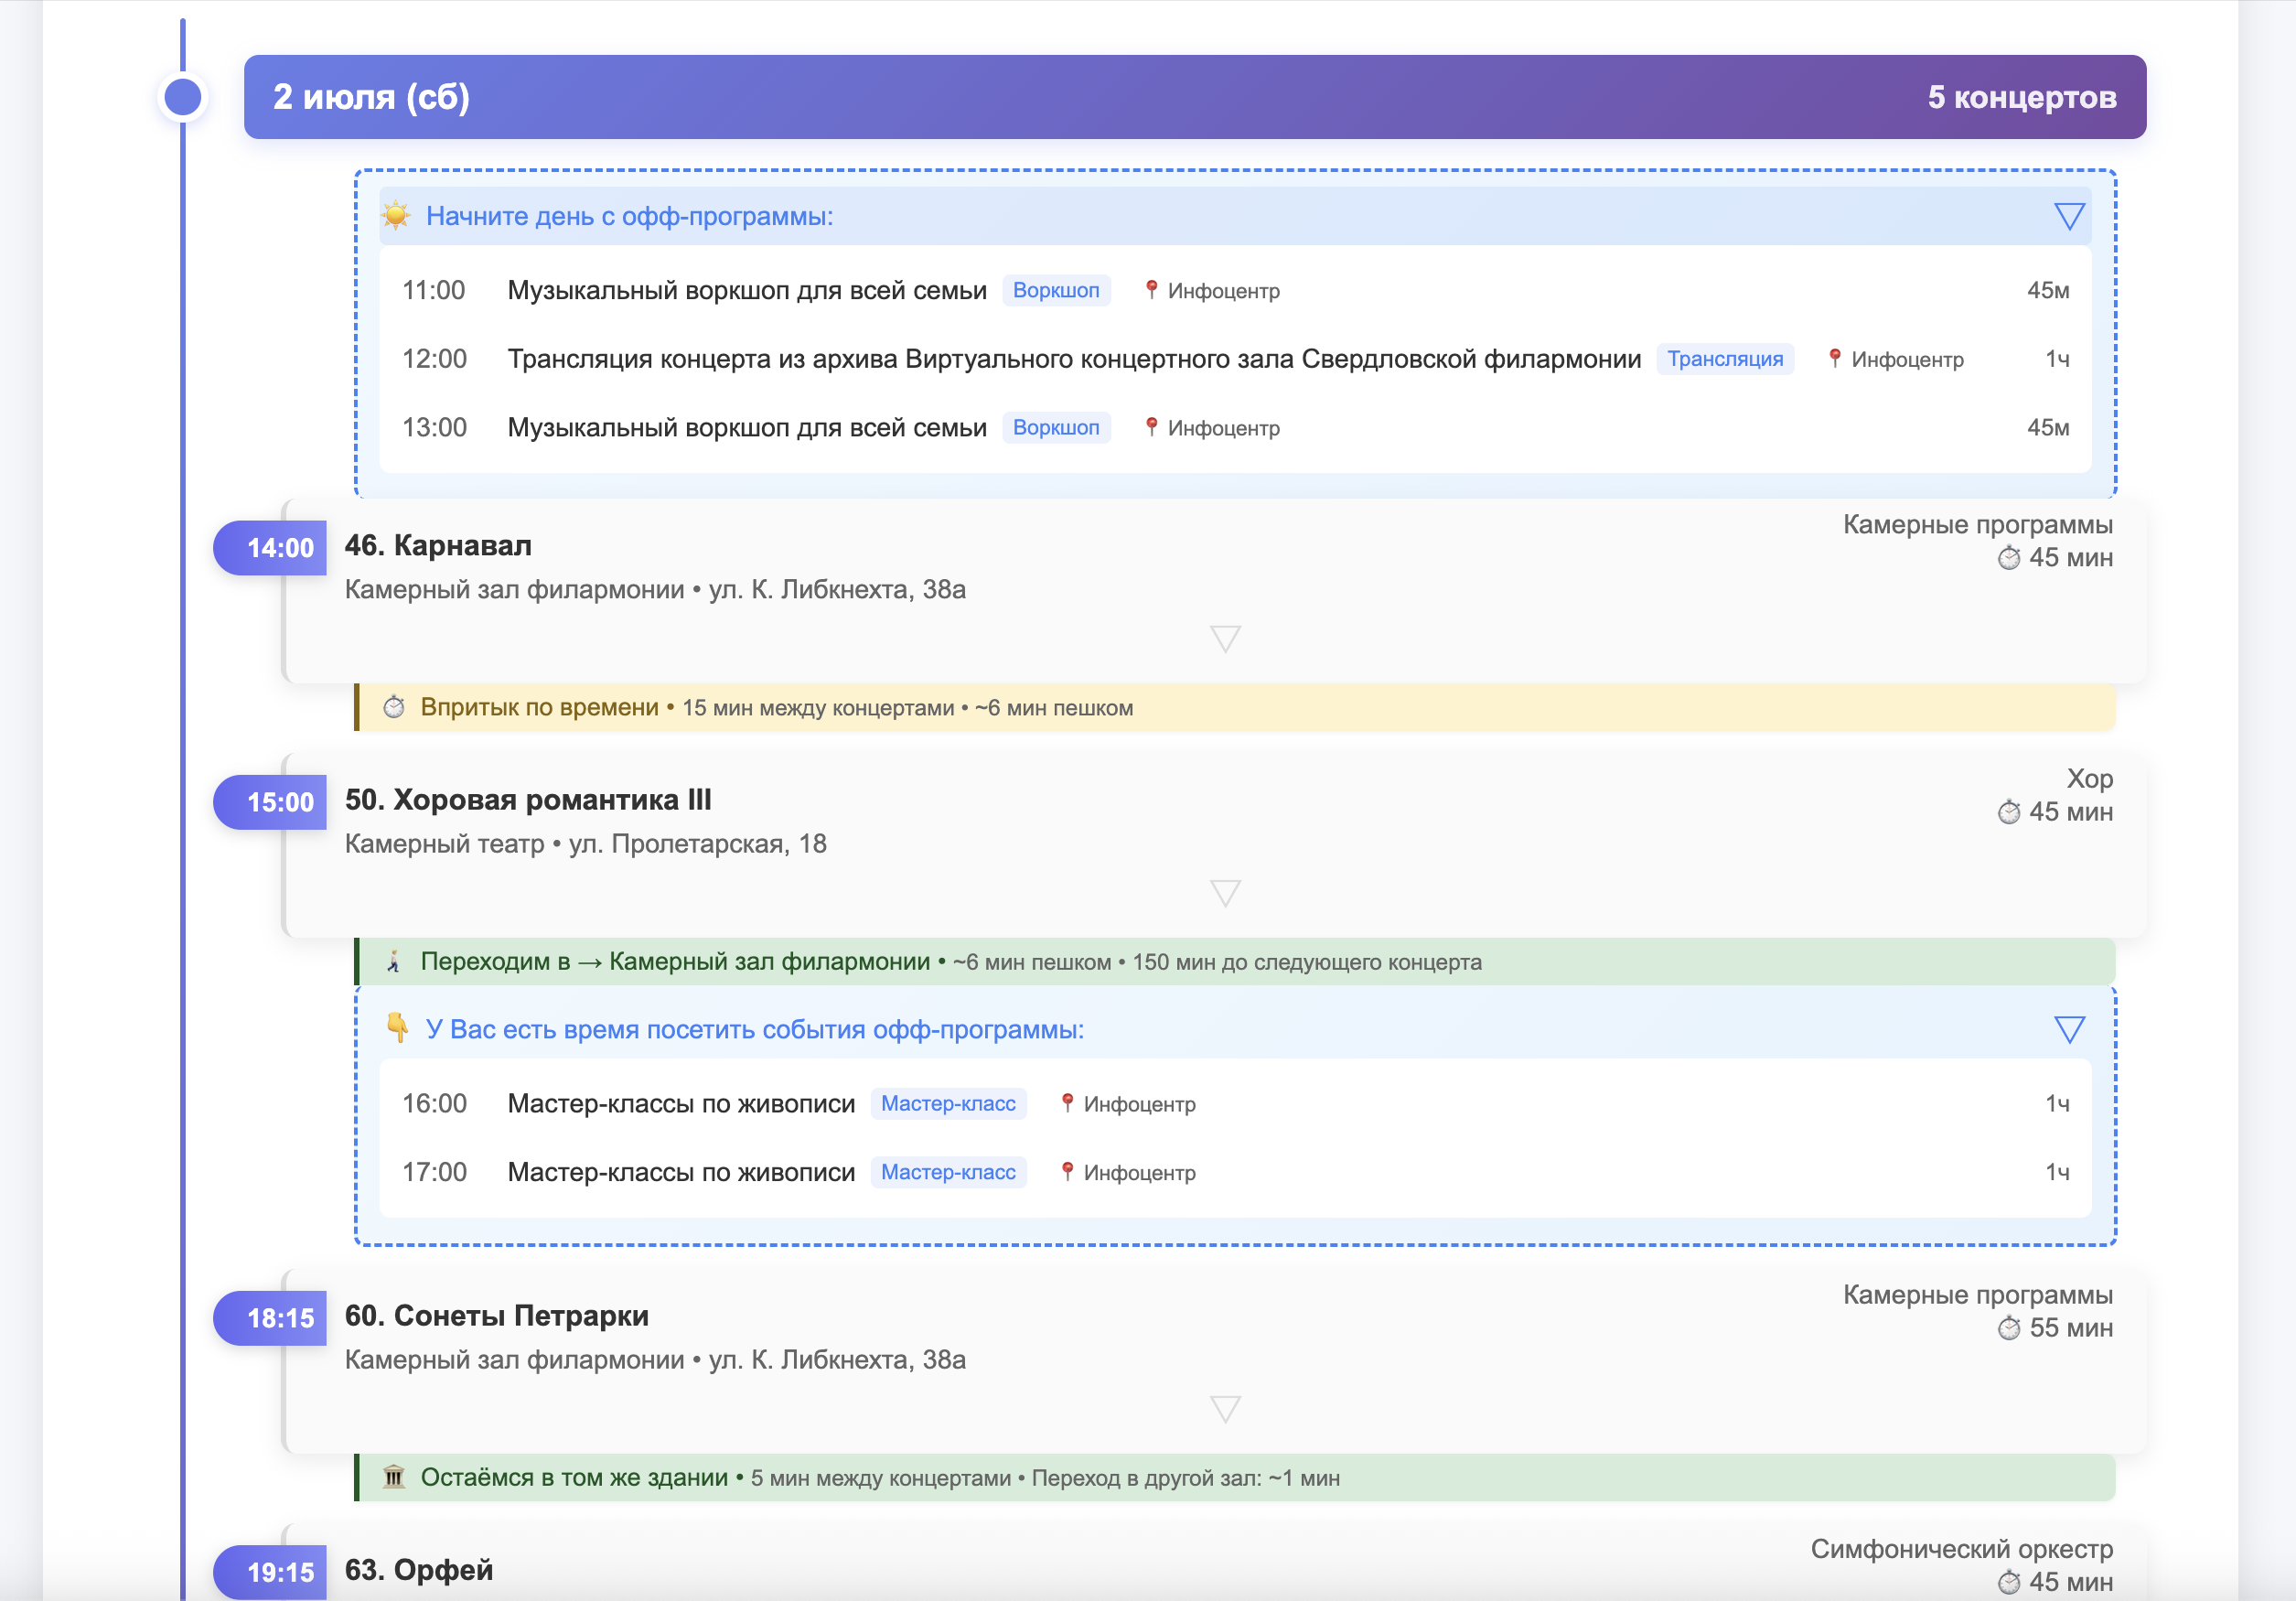 2 июля (сб) 5 концертов
Начните день с офф-программы:
11:00 Музыкальный воркшоп для всей семьи Воркшоп Инфоцентр 45м
12:00 Трансляция концерта из архива Виртуального концертного зала Свердловской филармонии Трансляция Инфоцентр 1ч
13:00 Музыкальный воркшоп для всей семьи Воркшоп Инфоцентр 45м
14:00 46. Карнавал Камерные программы
45 мин
Камерный зал филармонии • ул. К. Либкнехта, 38а
Впритык по времени • 15 мин между концертами • ~6 мин пешком
15:00 50. Хоровая романтика III Хор
45 мин
Камерный театр • ул. Пролетарская, 18
Переходим в → Камерный зал филармонии • ~6 мин пешком • 150 мин до следующего концерта
У Вас есть время посетить события офф-программы:
16:00 Мастер-классы по живописи Мастер-класс Инфоцентр 1ч
17:00 Мастер-классы по живописи Мастер-класс Инфоцентр 1ч
18:15 60. Сонеты Петрарки Камерные программы
55 мин
Камерный зал филармонии • ул. К. Либкнехта, 38а
Остаёмся в том же здании • 5 мин между концертами • Переход в другой зал: ~1 мин
19:15 63. Орфей Симфонический оркестр
45 мин